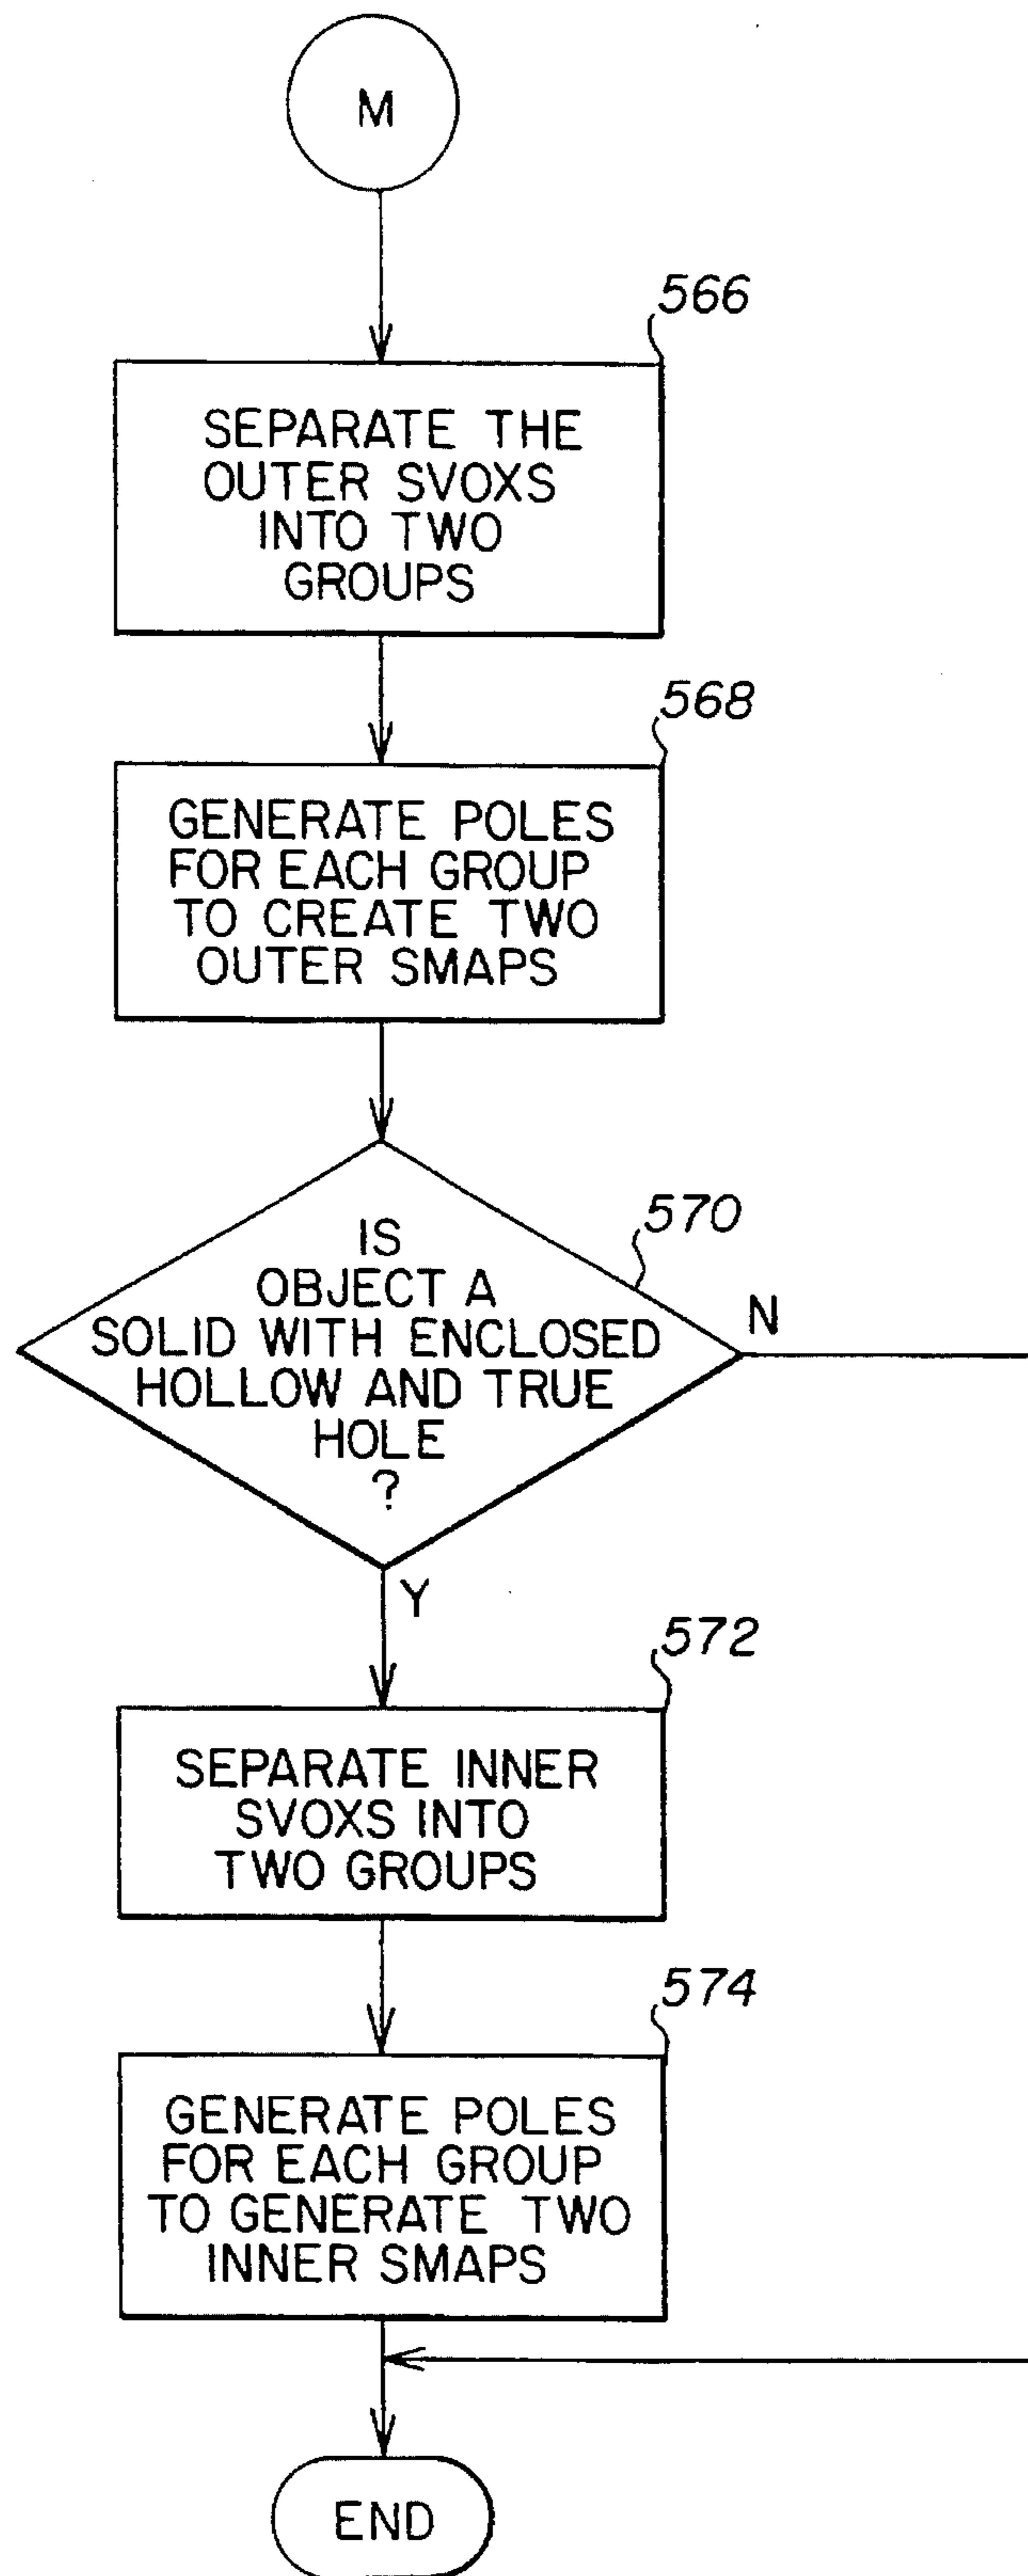 M
566
SEPARATE THE
OUTER SVOXS
INTO TWO
GROUPS
568
GENERATE POLES
FOR EACH GROUP
TO CREATE TWO
OUTER SMAPS
570
IS
OBJECT A
SOLID WITH ENCLOSED
HOLLOW AND TRUE
HOLE
?
N
Y
572
SEPARATE INNER
SVOXS INTO
TWO GROUPS
574
GENERATE POLES
FOR EACH GROUP
TO GENERATE TWO
INNER SMAPS
END